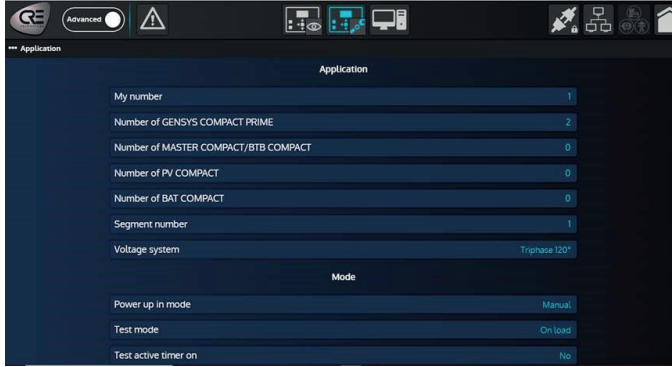 CRE
Advanced
••• Application
Application
My number 1
Number of GENSYS COMPACT PRIME 2
Number of MASTER COMPACT/BTB COMPACT 0
Number of PV COMPACT 0
Number of BAT COMPACT 0
Segment number 1
Voltage system Triphase 120°
Mode
Power up in mode Manual
Test mode On load
Test active timer on No